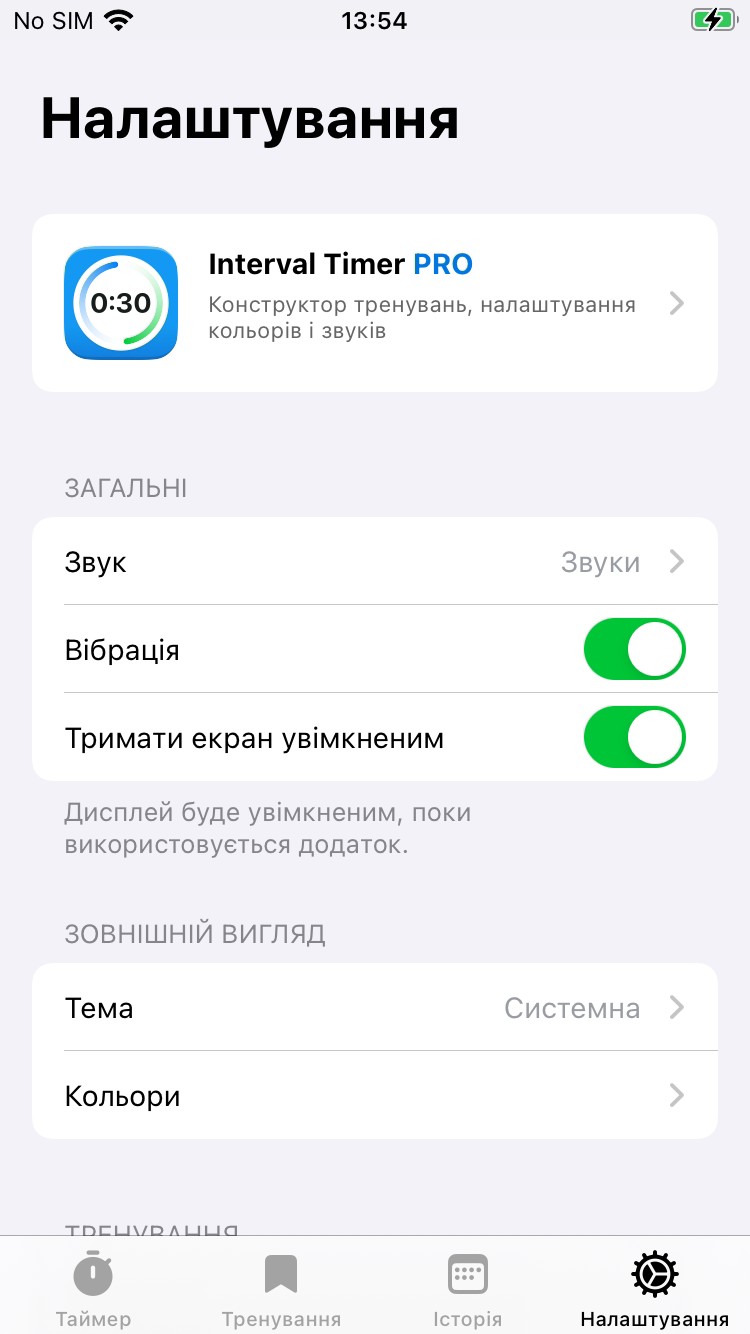 No SIM 13:54
Налаштування
0:30
Interval Timer PRO
Конструктор тренувань, налаштування
кольорів і звуків
ЗАГАЛЬНІ
Звук Звуки
Вібрація
Тримати екран увімкненим
Дисплей буде увімкненим, поки
використовується додаток.
ЗОВНІШНІЙ ВИГЛЯД
Тема Системна
Кольори
ТРЕНУВАННЯ
Таймер Тренування Історія Налаштування